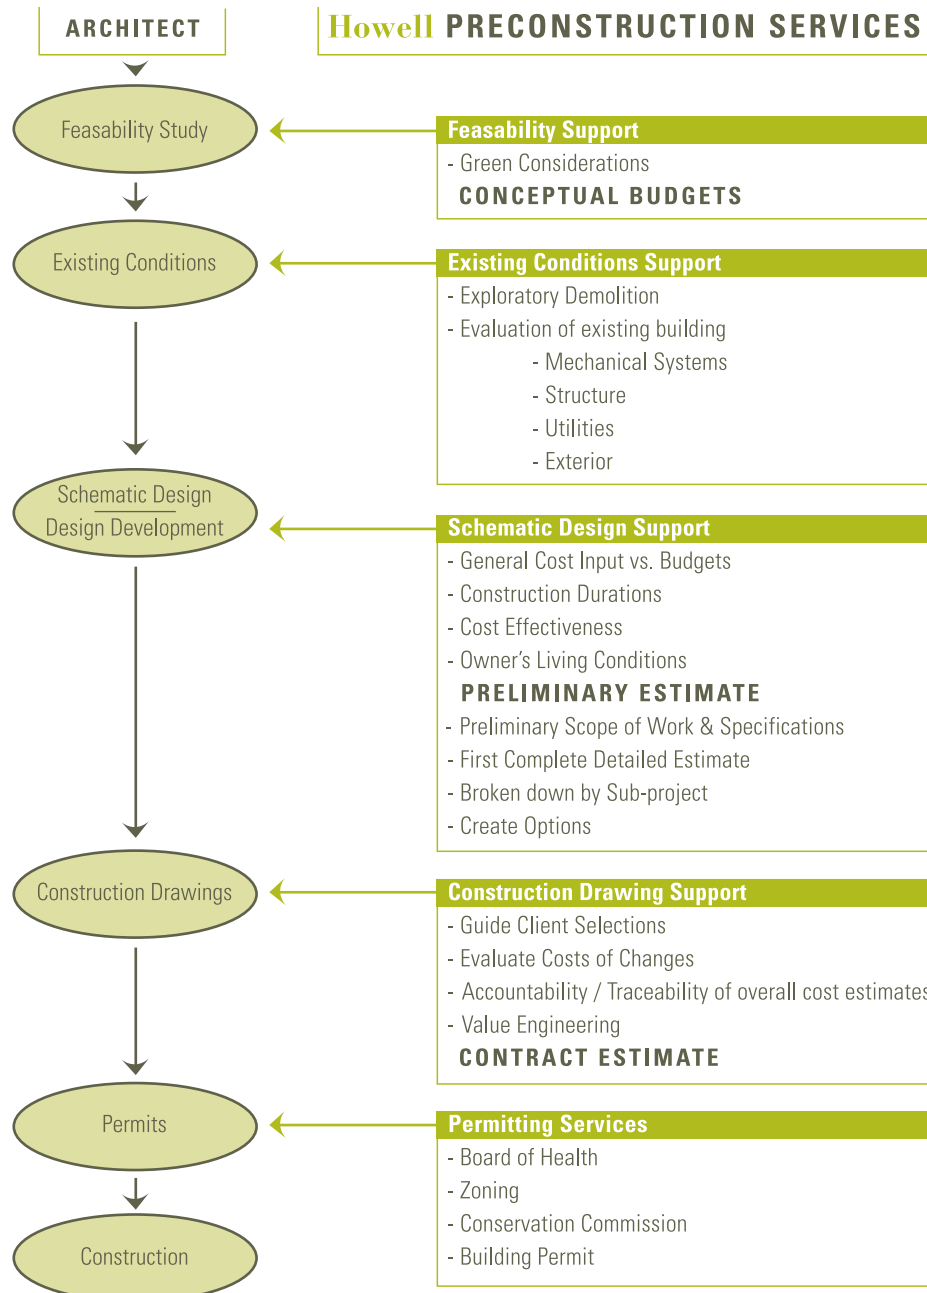 ARCHITECT
Howell PRECONSTRUCTION SERVICES
Feasability Study
Feasability Support
- Green Considerations
CONCEPTUAL BUDGETS
Existing Conditions
Existing Conditions Support
- Exploratory Demolition
- Evaluation of existing building
- Mechanical Systems
- Structure
- Utilities
- Exterior
Schematic Design
Design Development
Schematic Design Support
- General Cost Input vs. Budgets
- Construction Durations
- Cost Effectiveness
- Owner's Living Conditions
PRELIMINARY ESTIMATE
- Preliminary Scope of Work & Specifications
- First Complete Detailed Estimate
- Broken down by Sub-project
- Create Options
Construction Drawings
Construction Drawing Support
- Guide Client Selections
- Evaluate Costs of Changes
- Accountability / Traceability of overall cost estimates
- Value Engineering
CONTRACT ESTIMATE
Permits
Permitting Services
- Board of Health
- Zoning
- Conservation Commission
- Building Permit
Construction